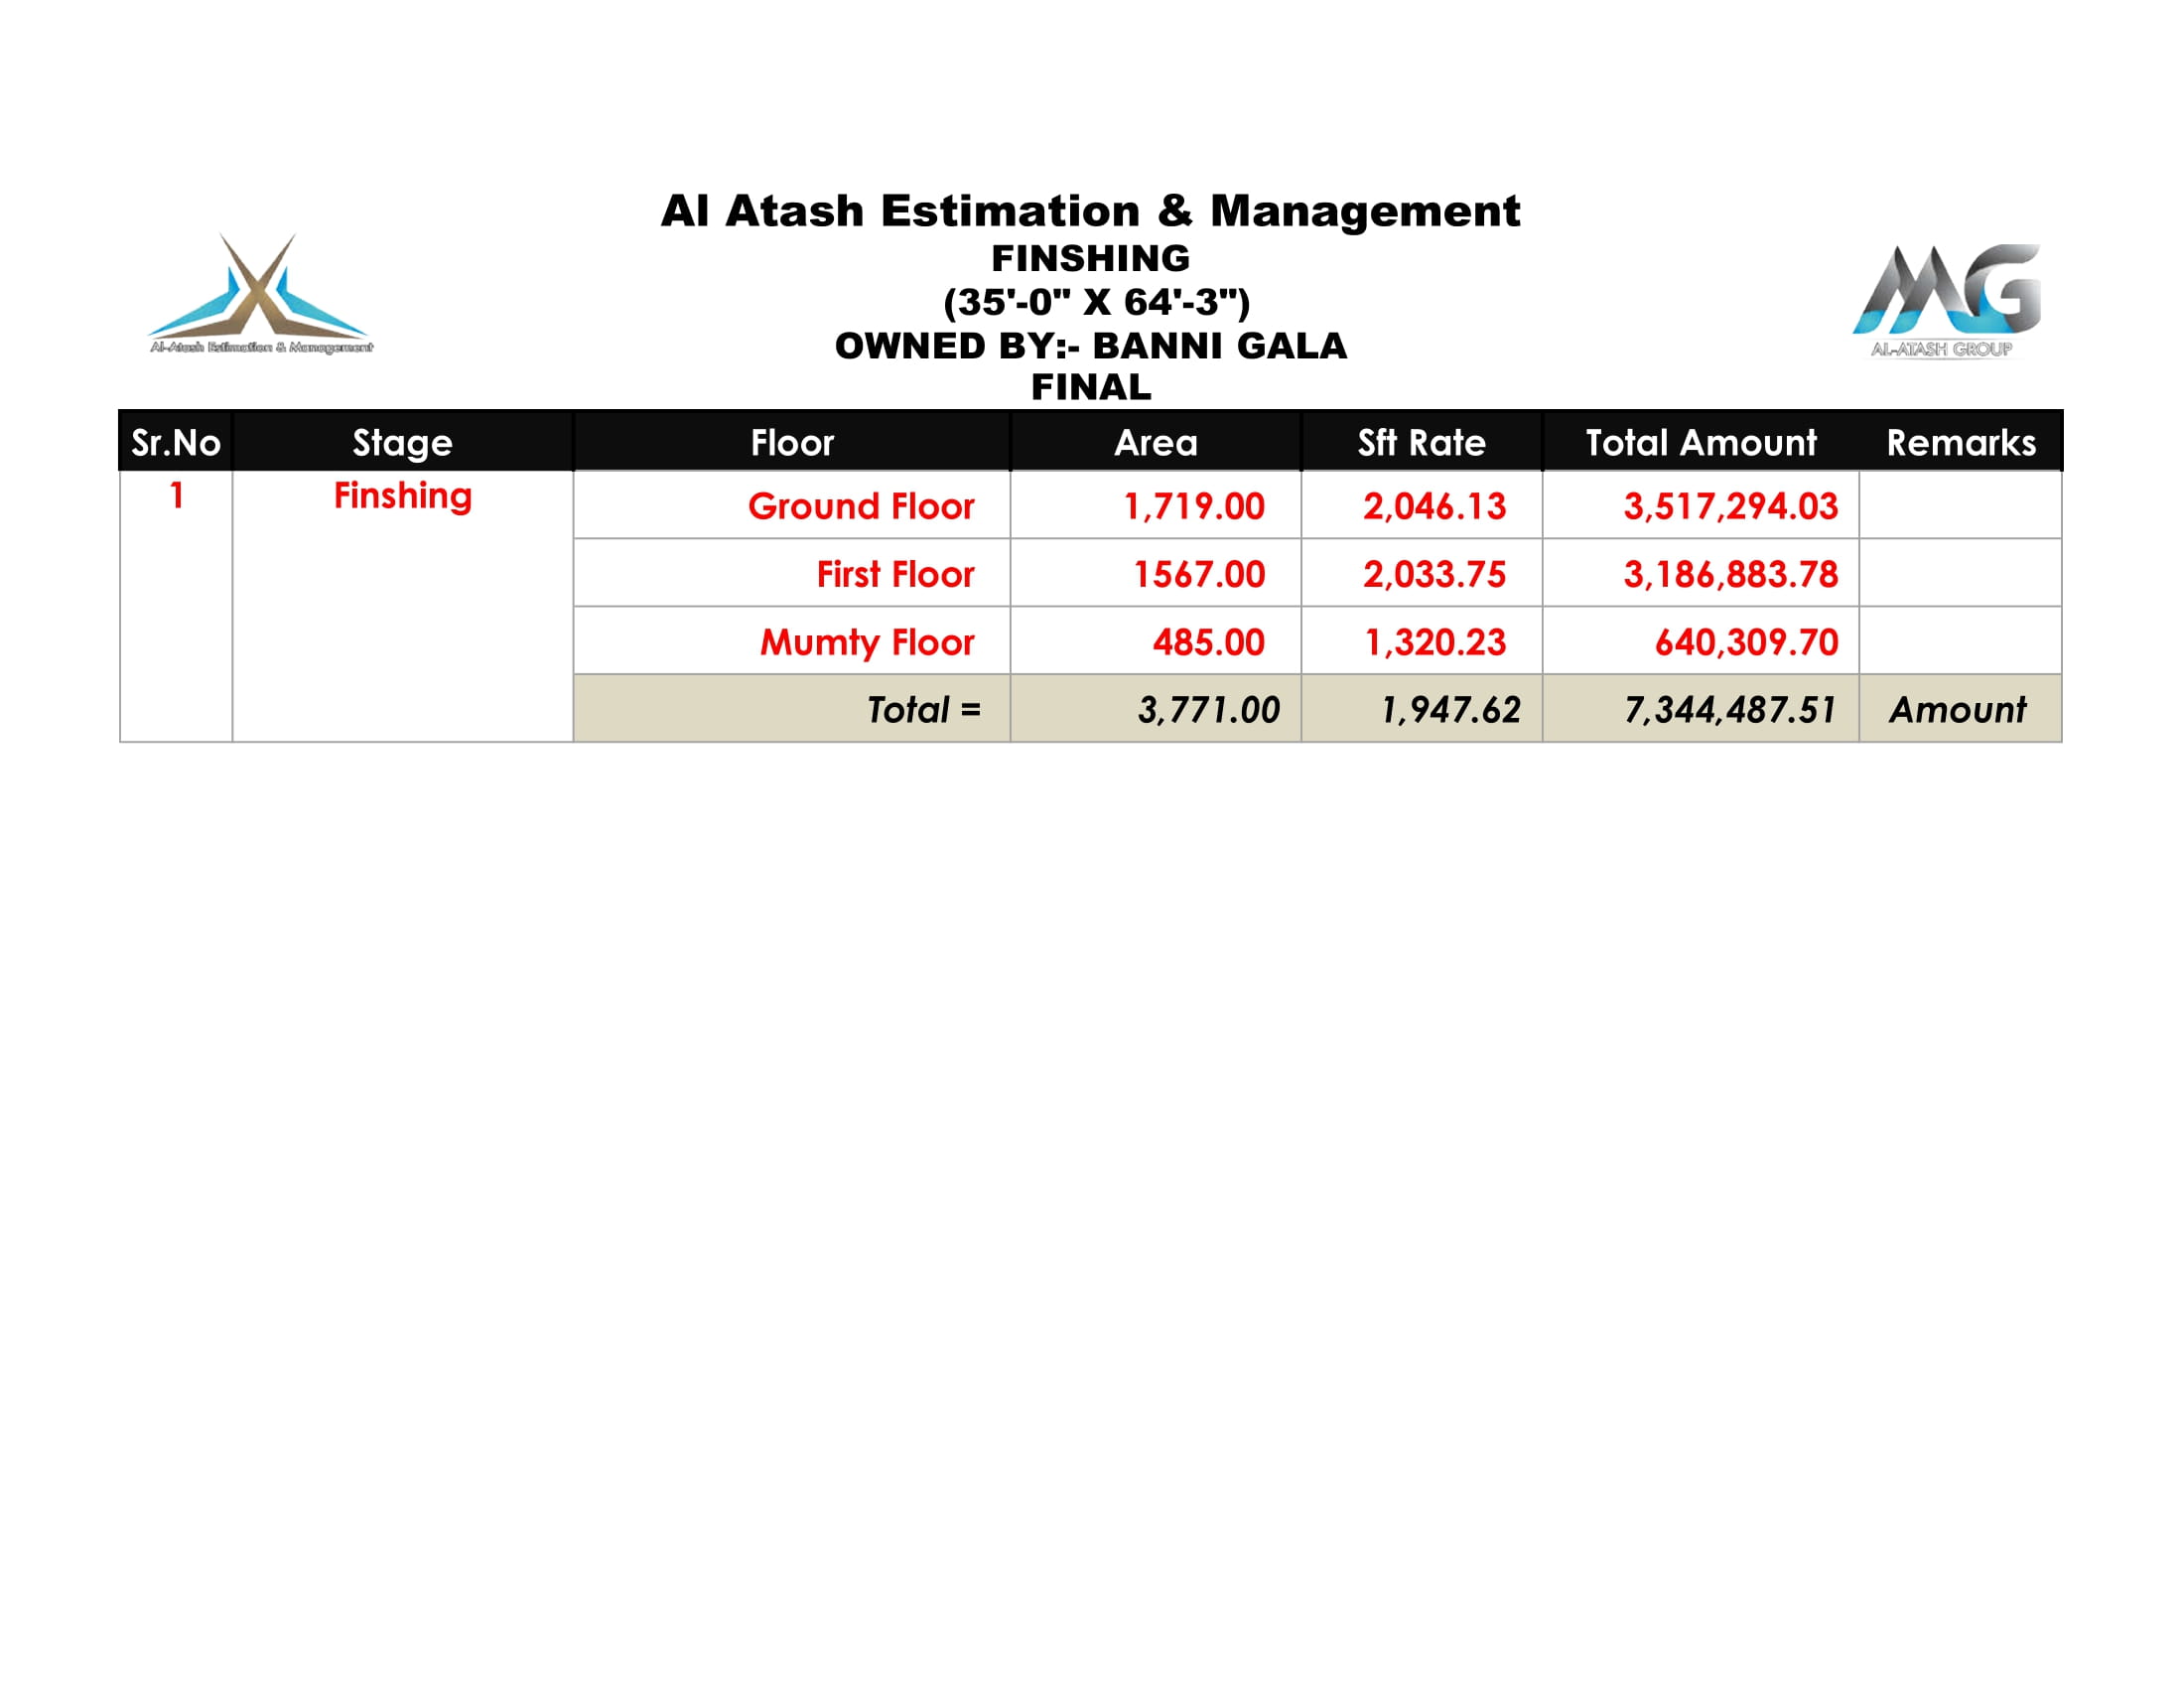 Al Atash Estimation & Management
FINSHING
(35'-0" X 64'-3")
OWNED BY:- BANNI GALA
FINAL
Al-Atash Estimation & Management
MG
AL-ATASH GROUP
Sr.No Stage Floor Area Sft Rate Total Amount Remarks
1 Finshing Ground Floor 1,719.00 2,046.13 3,517,294.03
First Floor 1567.00 2,033.75 3,186,883.78
Mumty Floor 485.00 1,320.23 640,309.70
Total = 3,771.00 1,947.62 7,344,487.51 Amount